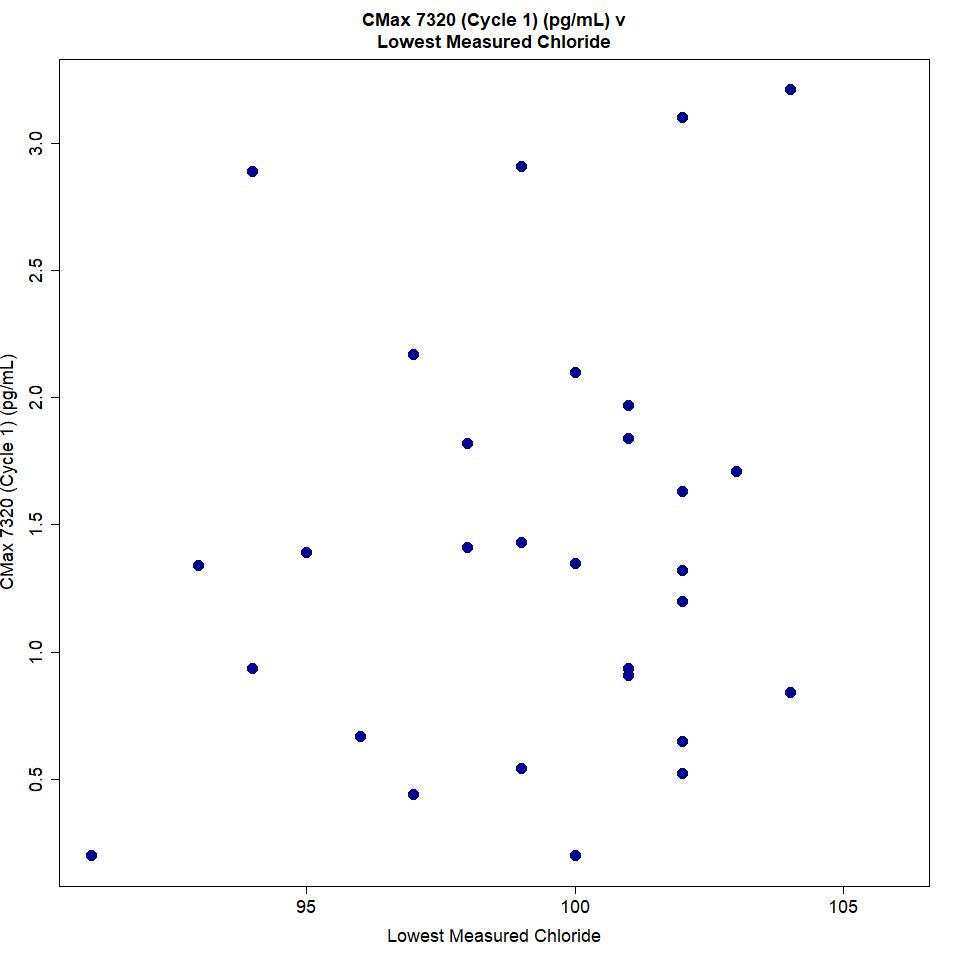 CMax 7320 (Cycle 1) (pg/mL) v
Lowest Measured Chloride
3.0
2.5
2.0
1.5
1.0
0.5
CMax 7320 (Cycle 1) (pg/mL)
95 100 105
Lowest Measured Chloride